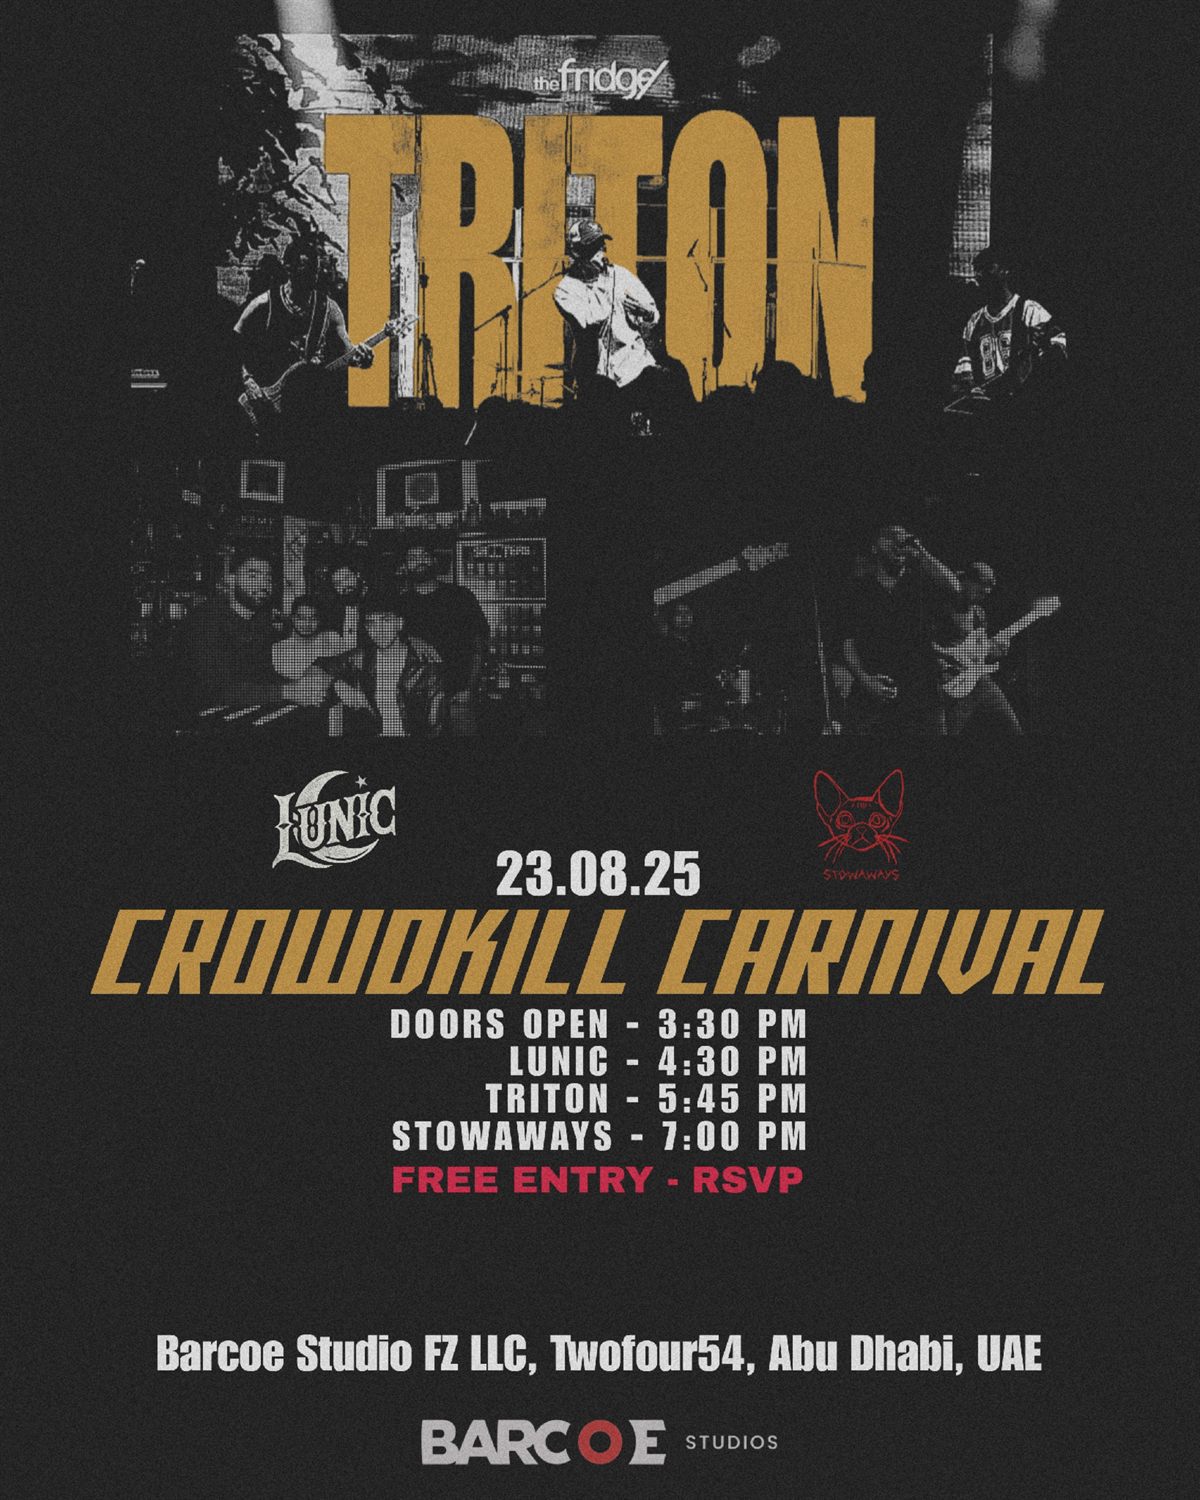 thefridge
TRITON
86
LUNIC
STOWAWAYS
23.08.25
CROWDKILL CARNIVAL
DOORS OPEN - 3:30 PM
LUNIC - 4:30 PM
TRITON - 5:45 PM
STOWAWAYS - 7:00 PM
FREE ENTRY - RSVP
Barcoe Studio FZ LLC, Twofour54, Abu Dhabi, UAE
BARCOE STUDIOS